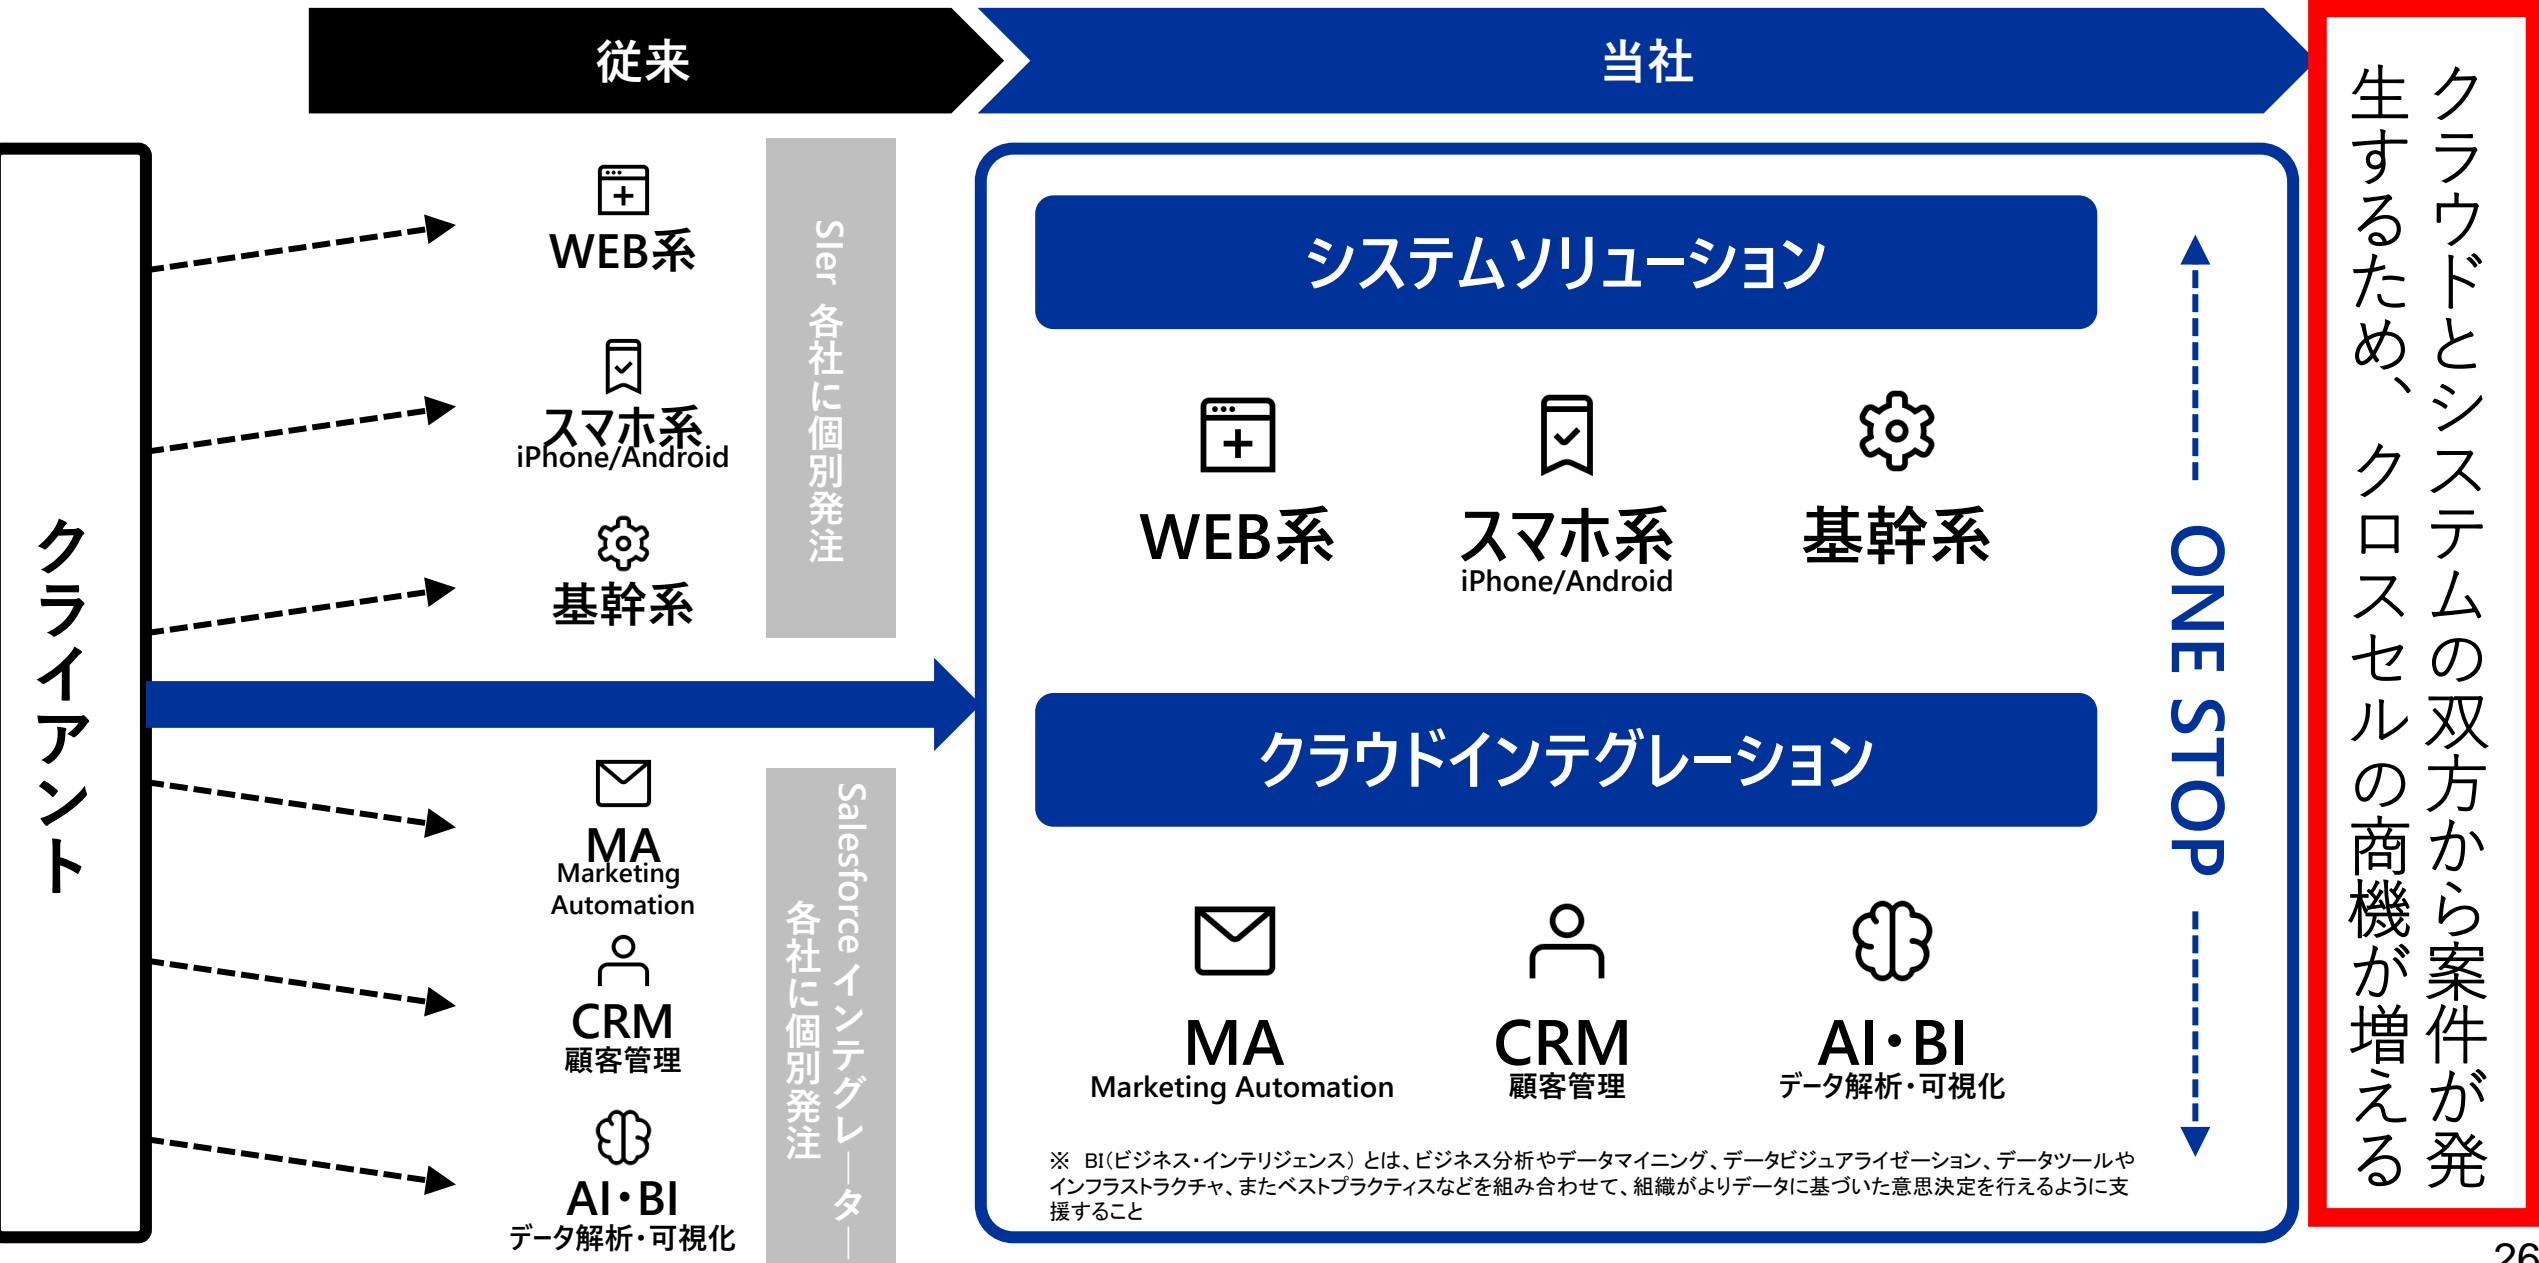 従来
当社
クライアント
WEB系
スマホ系
iPhone/Android
基幹系
SIer 各社に個別発注
MA
Marketing
Automation
CRM
顧客管理
AI・BI
データ解析・可視化
Salesforce インテグレーター
各社に個別発注
システムソリューション
WEB系
スマホ系
iPhone/Android
基幹系
クラウドインテグレーション
MA
Marketing Automation
CRM
顧客管理
AI・BI
データ解析・可視化
※ BI（ビジネス・インテリジェンス） とは、ビジネス分析やデータマイニング、データビジュアライゼーション、データツールや
インフラストラクチャ、またベストプラクティスなどを組み合わせて、組織がよりデータに基づいた意思決定を行えるように支
援すること
ONE STOP
クラウドとシステムの双方から案件が発
生するため、クロスセルの商機が増える
26